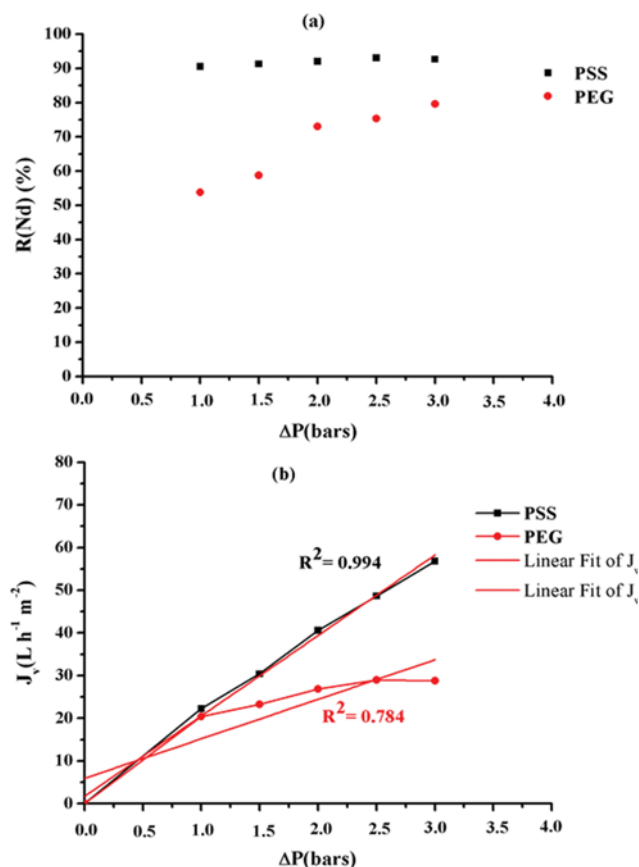 (a)
100
90
80
70
60
50
40
30
20
10
0
R(Nd) (%)
PSS
PEG
0.0 0.5 1.0 1.5 2.0 2.5 3.0 3.5 4.0
ΔP(bars)
(b)
80
70
60
50
40
30
20
10
0
Jv(L h-1 m-2)
PSS
PEG
Linear Fit of Jv
Linear Fit of Jv
R2=0.994
R2=0.784
0.0 0.5 1.0 1.5 2.0 2.5 3.0 3.5 4.0
ΔP(bars)